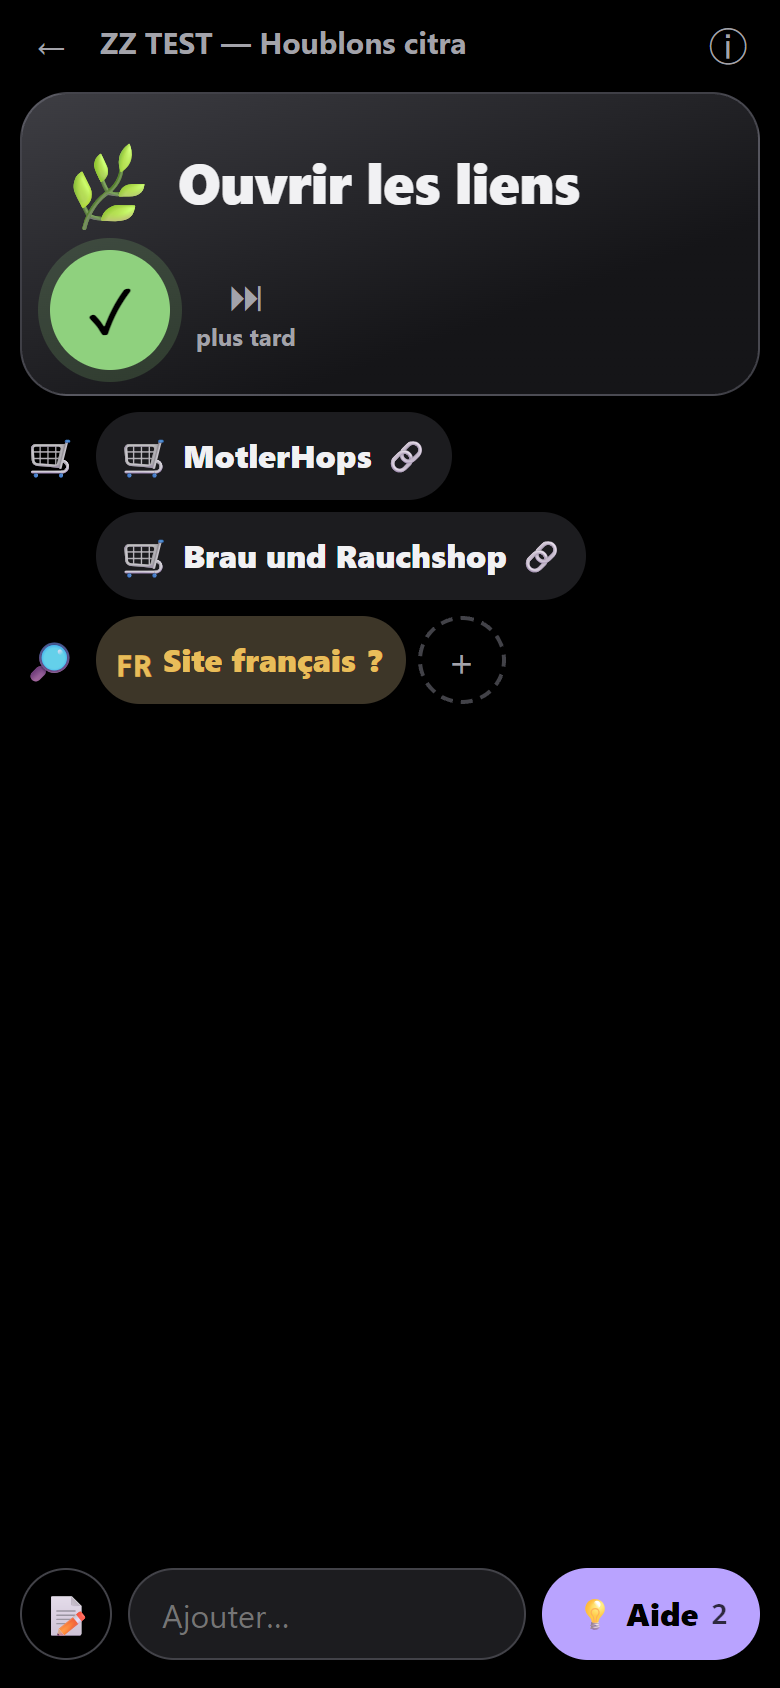 ZZ TEST — Houblons citra
Ouvrir les liens
plus tard
MotlerHops
Brau und Rauchshop
FR Site français ?
+
Ajouter...
Aide 2